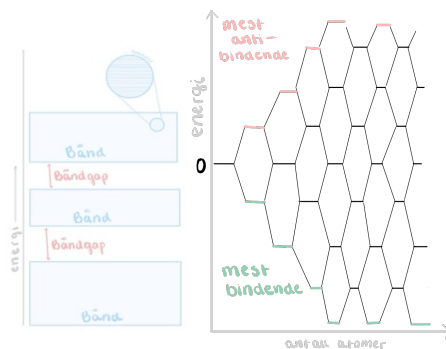 energi
Bånd
Båndgap
Bånd
Båndgap
Bånd
energi
mest
anti-
bindende
0
mest
bindende
antall atomer